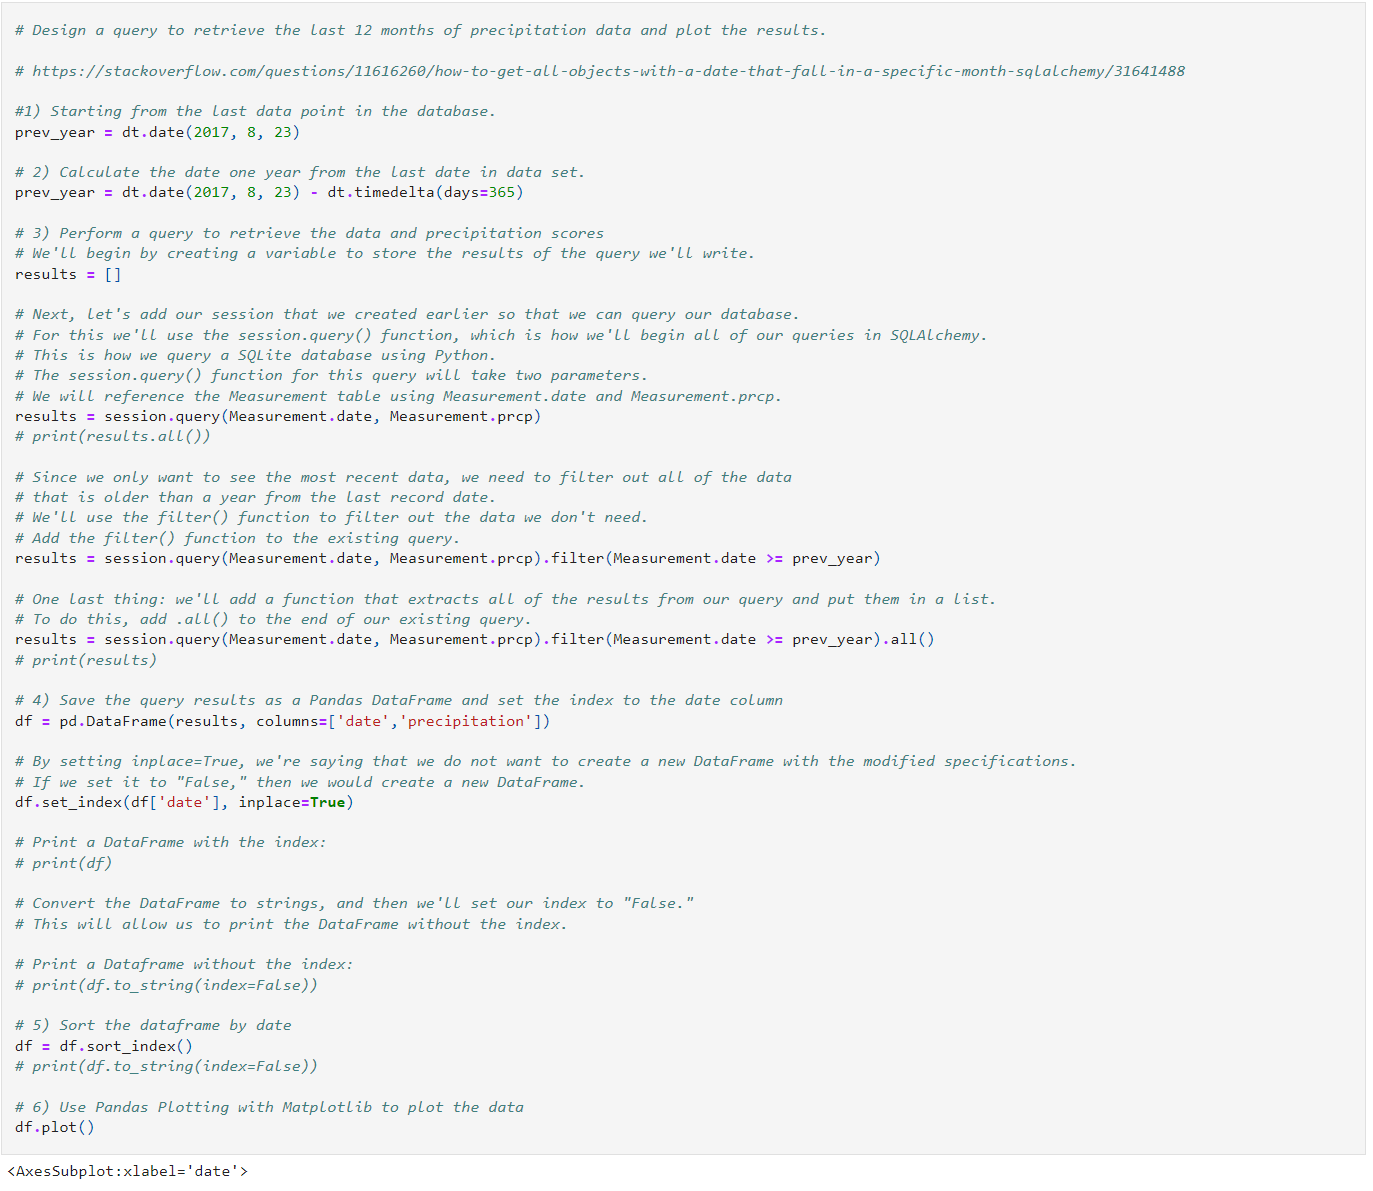 # Design a query to retrieve the last 12 months of precipitation data and plot the results.
# https://stackoverflow.com/questions/11616260/how-to-get-all-objects-with-a-date-that-fall-in-a-specific-month-sqlalchemy/31641488
#1) Starting from the last data point in the database.
prev_year = dt.date(2017, 8, 23)
# 2) Calculate the date one year from the last date in data set.
prev_year = dt.date(2017, 8, 23) - dt.timedelta(days=365)
# 3) Perform a query to retrieve the data and precipitation scores
# We'll begin by creating a variable to store the results of the query we'll write.
results = []
# Next, let's add our session that we created earlier so that we can query our database.
# For this we'll use the session.query() function, which is how we'll begin all of our queries in SQLAlchemy.
# This is how we query a SQLite database using Python.
# The session.query() function for this query will take two parameters.
# We will reference the Measurement table using Measurement.date and Measurement.prcp.
results = session.query(Measurement.date, Measurement.prcp)
# print(results.all())
# Since we only want to see the most recent data, we need to filter out all of the data
# that is older than a year from the last record date.
# We'll use the filter() function to filter out the data we don't need.
# Add the filter() function to the existing query.
results = session.query(Measurement.date, Measurement.prcp).filter(Measurement.date >= prev_year)
# One last thing: we'll add a function that extracts all of the results from our query and put them in a list.
# To do this, add .all() to the end of our existing query.
results = session.query(Measurement.date, Measurement.prcp).filter(Measurement.date >= prev_year).all()
# print(results)
# 4) Save the query results as a Pandas DataFrame and set the index to the date column
df = pd.DataFrame(results, columns=['date','precipitation'])
# By setting inplace=True, we're saying that we do not want to create a new DataFrame with the modified specifications.
# If we set it to "False," then we would create a new DataFrame.
df.set_index(df['date'], inplace=True)
# Print a DataFrame with the index:
# print(df)
# Convert the DataFrame to strings, and then we'll set our index to "False."
# This will allow us to print the DataFrame without the index.
# Print a Dataframe without the index:
# print(df.to_string(index=False))
# 5) Sort the dataframe by date
df = df.sort_index()
# print(df.to_string(index=False))
# 6) Use Pandas Plotting with Matplotlib to plot the data
df.plot()
<AxesSubplot:xlabel='date'>